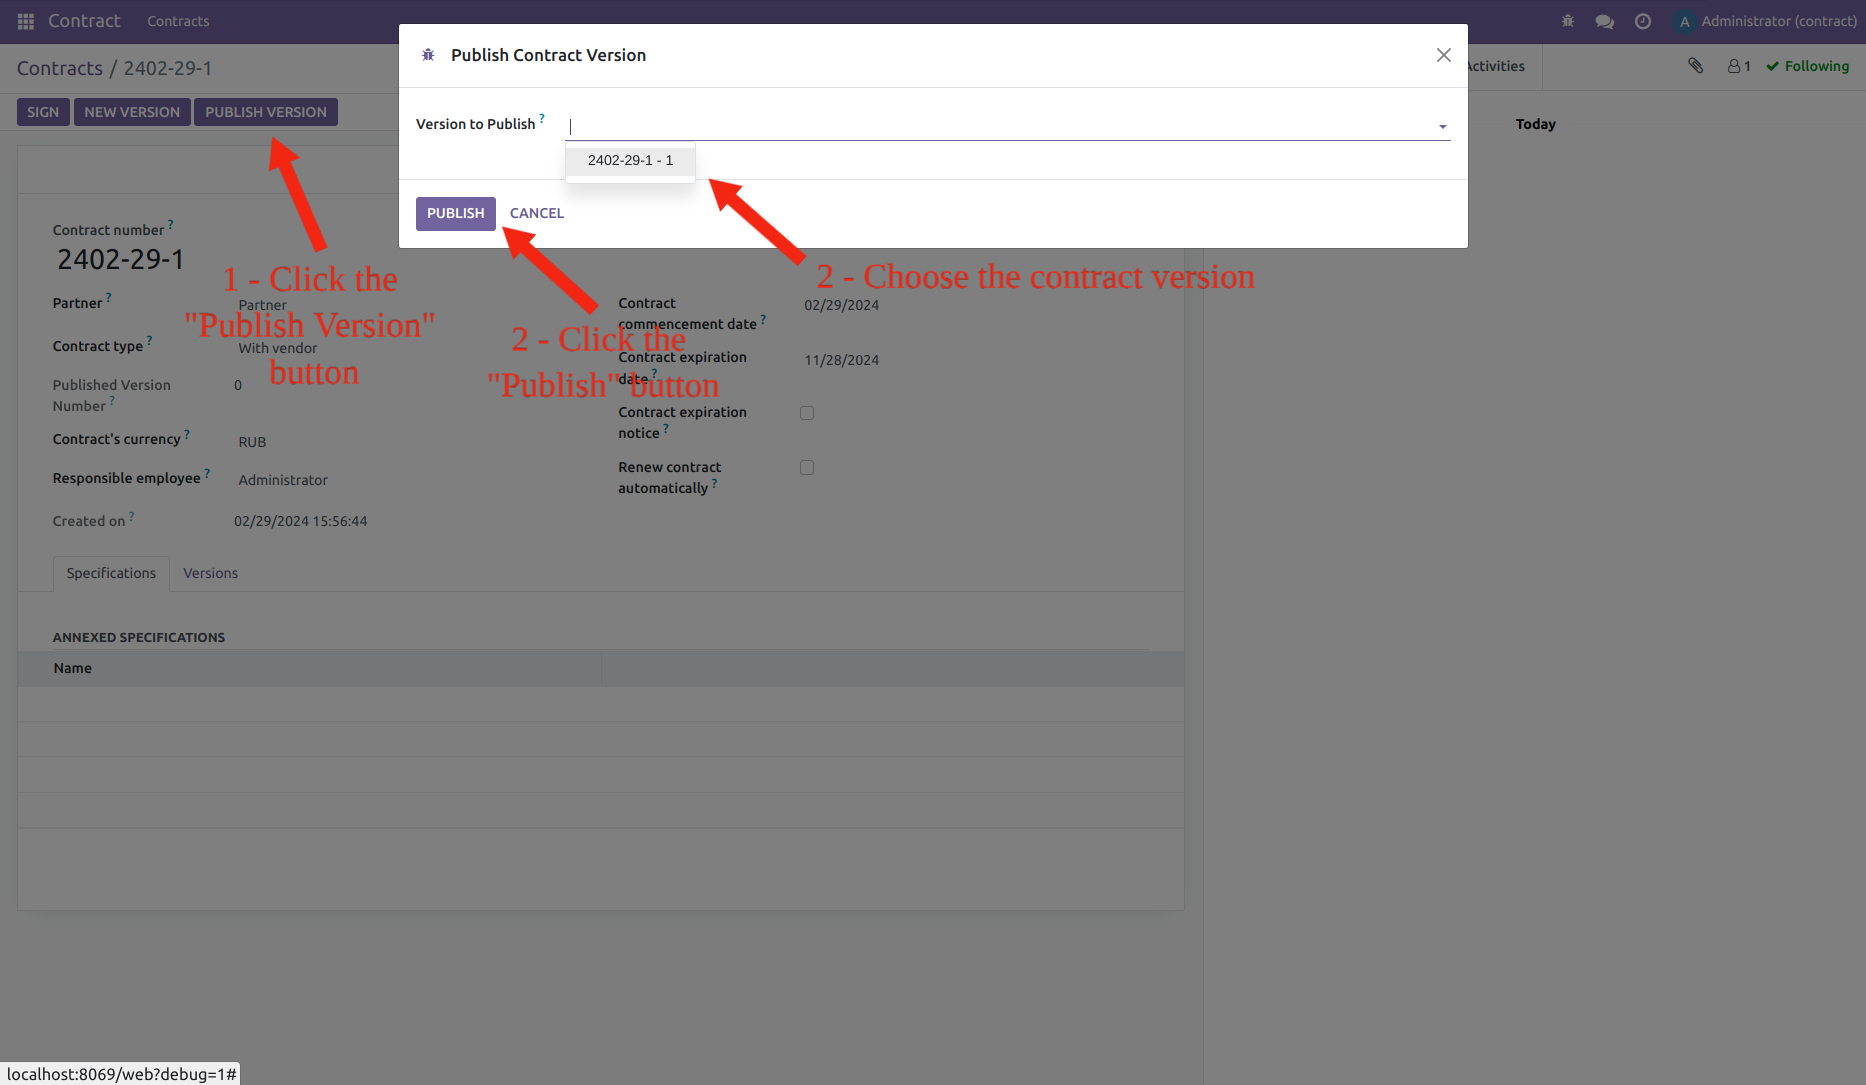 Contract Contracts Administrator (contract)
A
Publish Contract Version
Contracts / 2402-29-1
Activities 1 Following
SIGN NEW VERSION PUBLISH VERSION
Version to Publish ?
Today
2402-29-1 - 1
PUBLISH CANCEL
Contract number ?
2402-29-1
1 - Click the
"Publish Version"
button
2 - Click the
"Publish" button
2 - Choose the contract version
Partner ? Partner
Contract type ? With vendor
Published Version
Number ? 0
Contract's currency ? RUB
Responsible employee ? Administrator
Created on ? 02/29/2024 15:56:44
Contract
commencement date ? 02/29/2024
Contract expiration
date ? 11/28/2024
Contract expiration
notice ?
Renew contract
automatically ?
Specifications Versions
ANNEXED SPECIFICATIONS
Name
localhost:8069/web?debug=1#